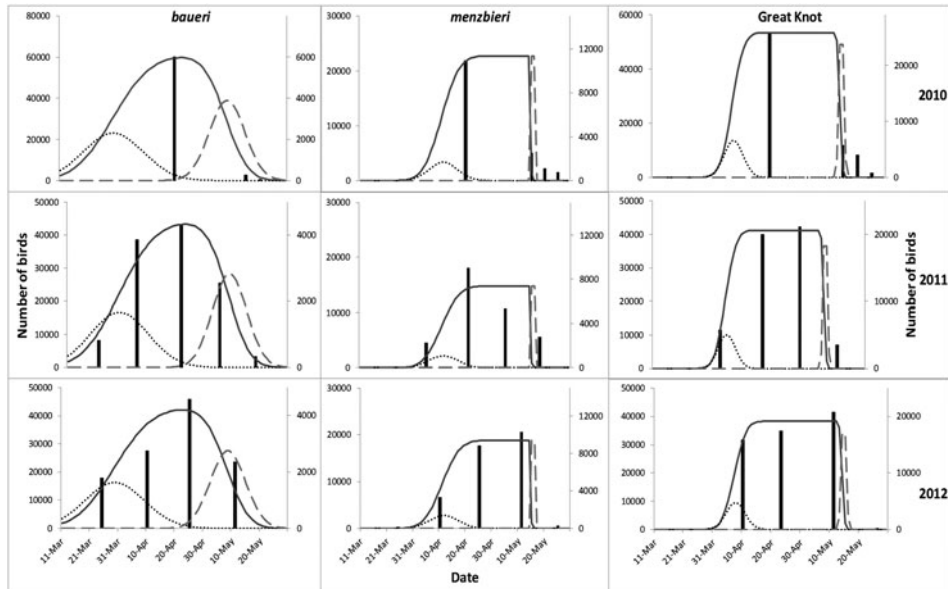 baueri
menzbieri
Great Knot
80000
60000
40000
20000
0
6000
4000
2000
0
30000
20000
10000
0
12000
8000
4000
0
60000
40000
20000
0
20000
10000
0
2010
Number of birds
50000
40000
30000
20000
10000
0
4000
2000
0
30000
20000
10000
0
12000
8000
4000
0
50000
40000
30000
20000
10000
0
20000
10000
0
Number of birds
2011
50000
40000
30000
20000
10000
0
4000
2000
0
30000
20000
10000
0
12000
8000
4000
0
50000
40000
30000
20000
10000
0
20000
10000
0
2012
11-Mar
21-Mar
31-Mar
10-Apr
20-Apr
30-Apr
10-May
20-May
11-Mar
21-Mar
31-Mar
10-Apr
20-Apr
30-Apr
10-May
20-May
11-Mar
21-Mar
31-Mar
10-Apr
20-Apr
30-Apr
10-May
20-May
Date